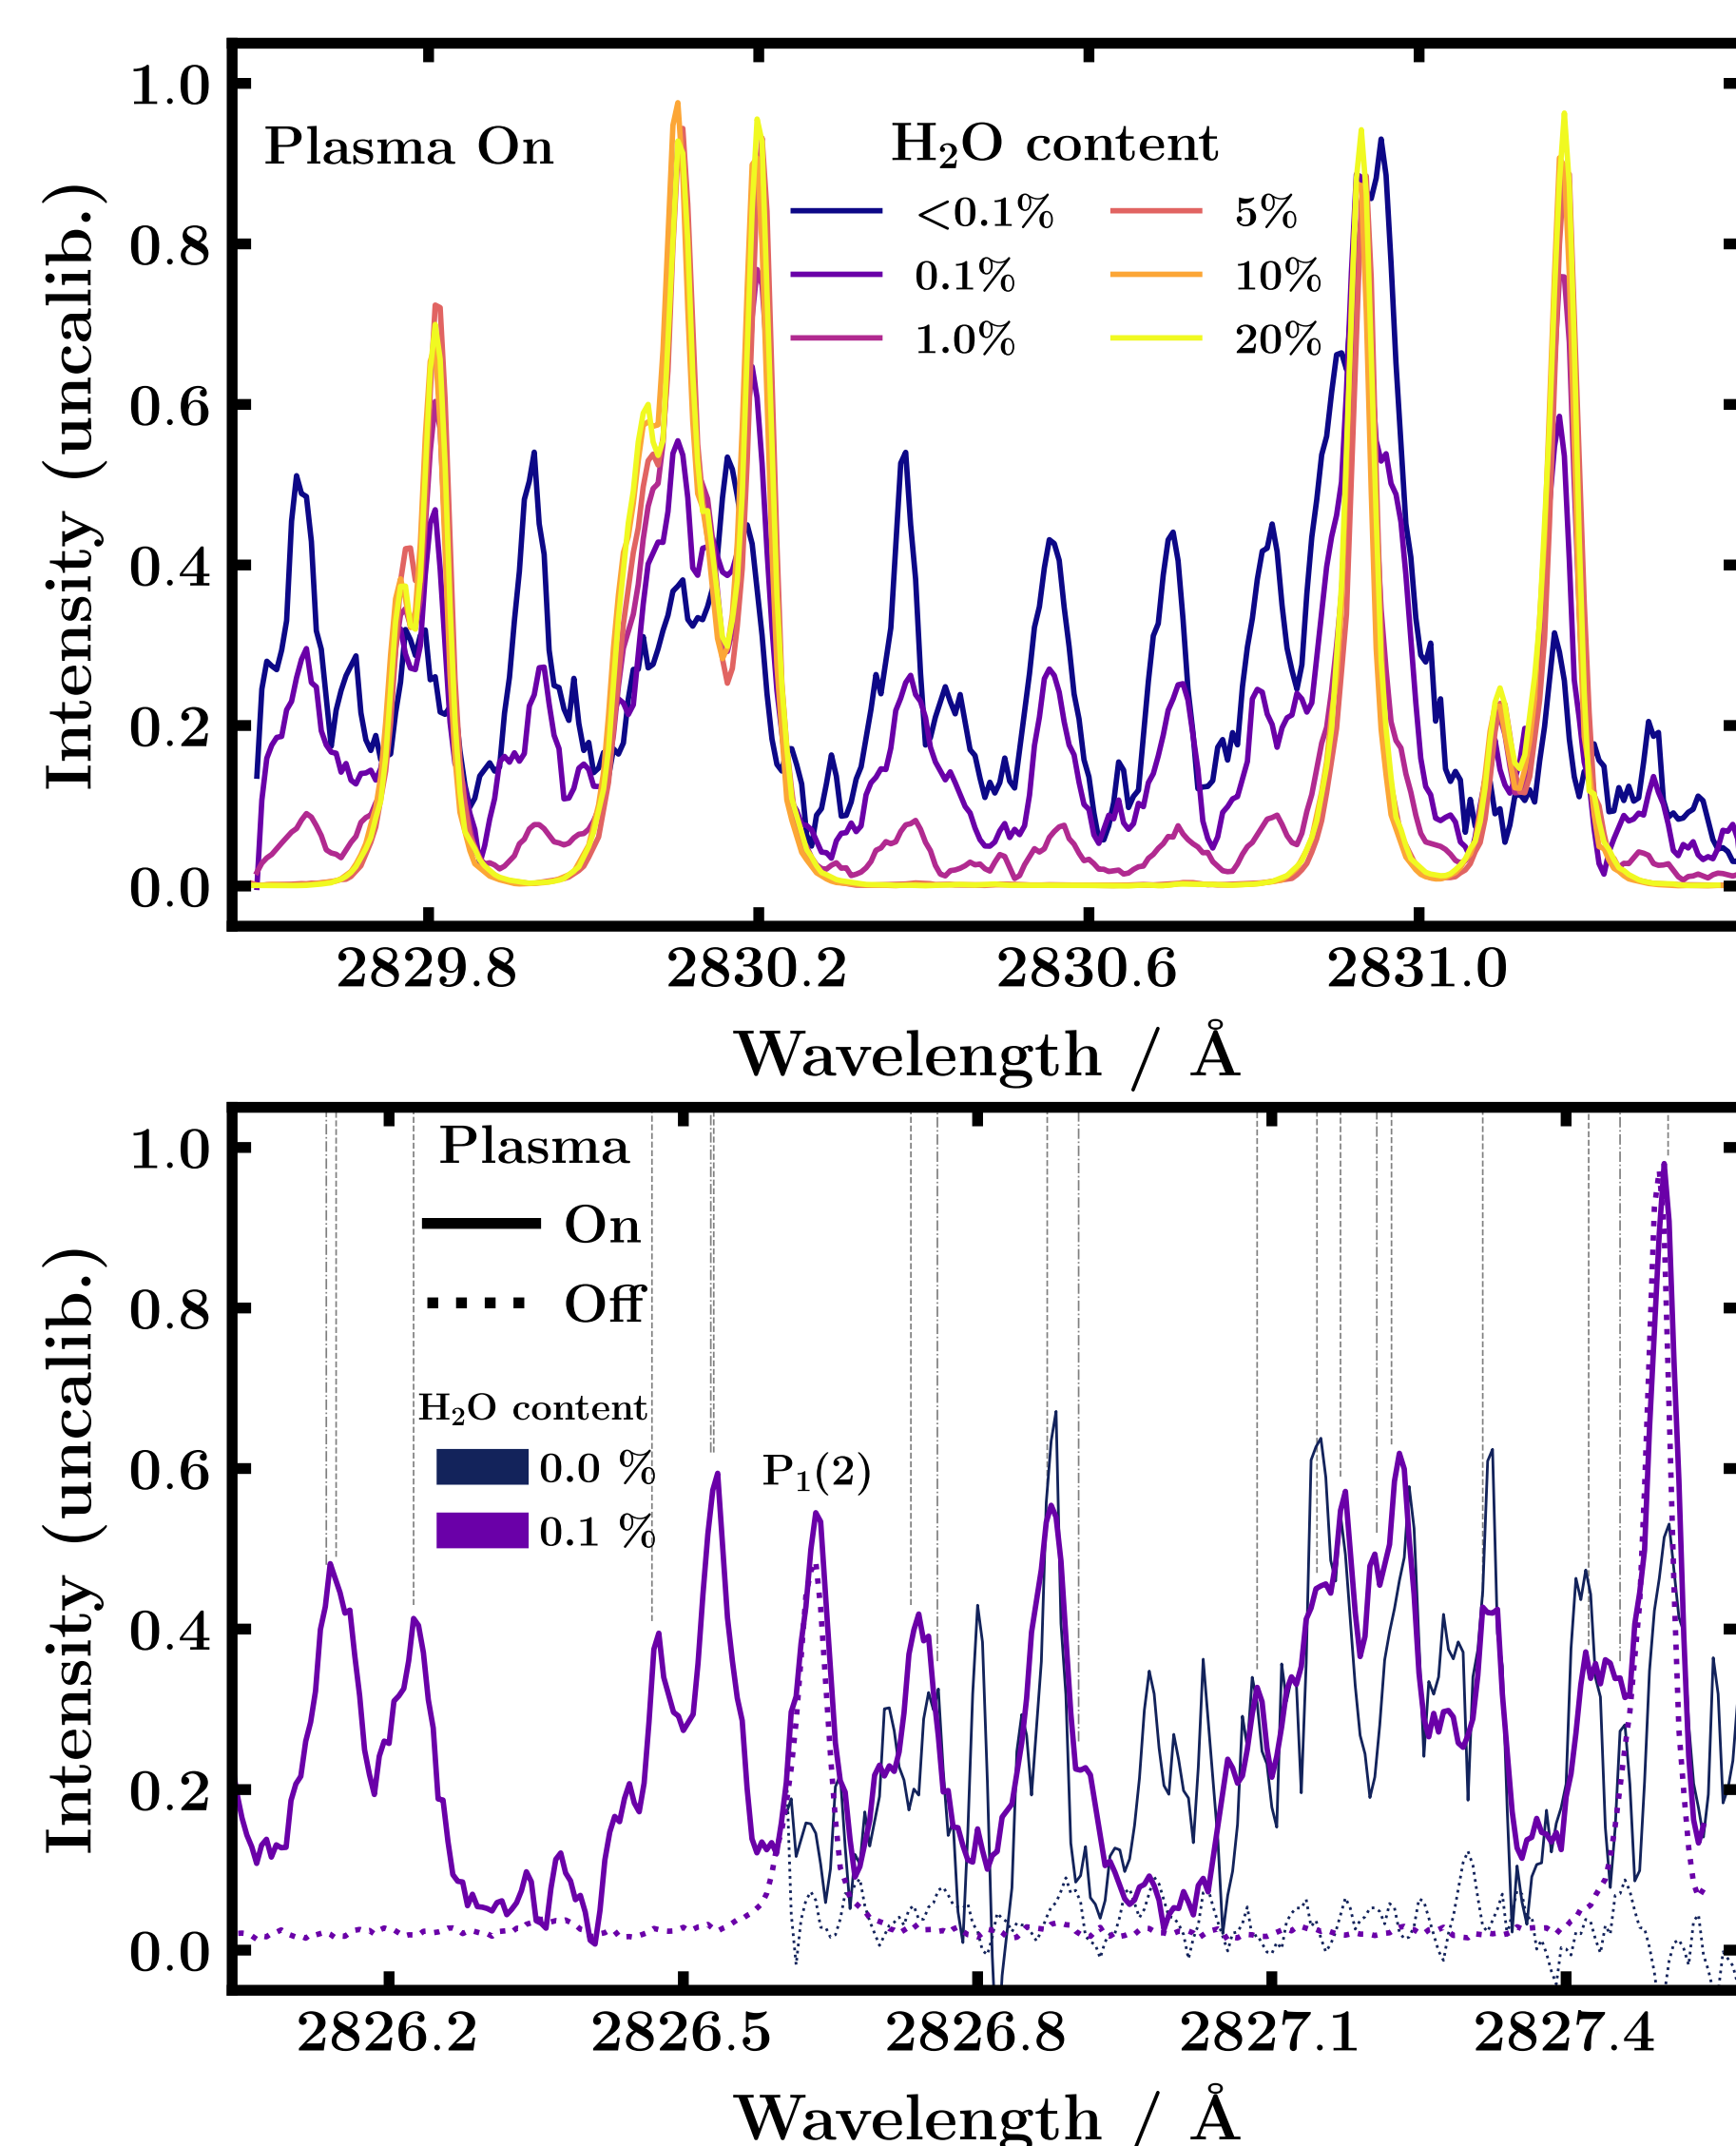 Plasma On
H₂O content
<0.1%
0.1%
1.0%
5%
10%
20%
1.0
0.8
0.6
0.4
0.2
0.0
Intensity (uncalib.)
2829.8 2830.2 2830.6 2831.0
Wavelength / Å
Plasma
On
Off
H₂O content
0.0 %
0.1 %
P₁(2)
1.0
0.8
0.6
0.4
0.2
0.0
Intensity (uncalib.)
2826.2 2826.5 2826.8 2827.1 2827.4
Wavelength / Å